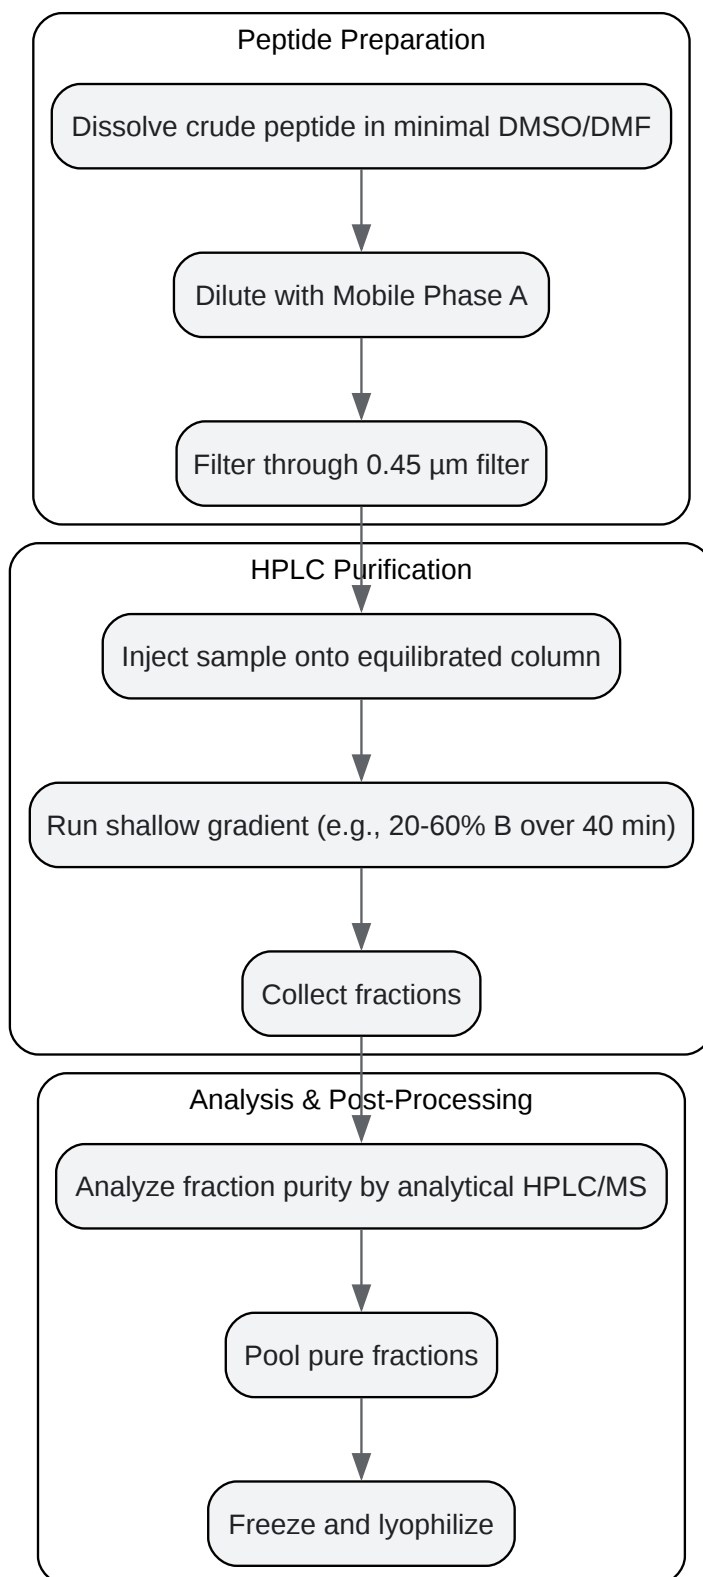 Peptide Preparation
Dissolve crude peptide in minimal DMSO/DMF
Dilute with Mobile Phase A
Filter through 0.45 µm filter
HPLC Purification
Inject sample onto equilibrated column
Run shallow gradient (e.g., 20-60% B over 40 min)
Collect fractions
Analysis & Post-Processing
Analyze fraction purity by analytical HPLC/MS
Pool pure fractions
Freeze and lyophilize